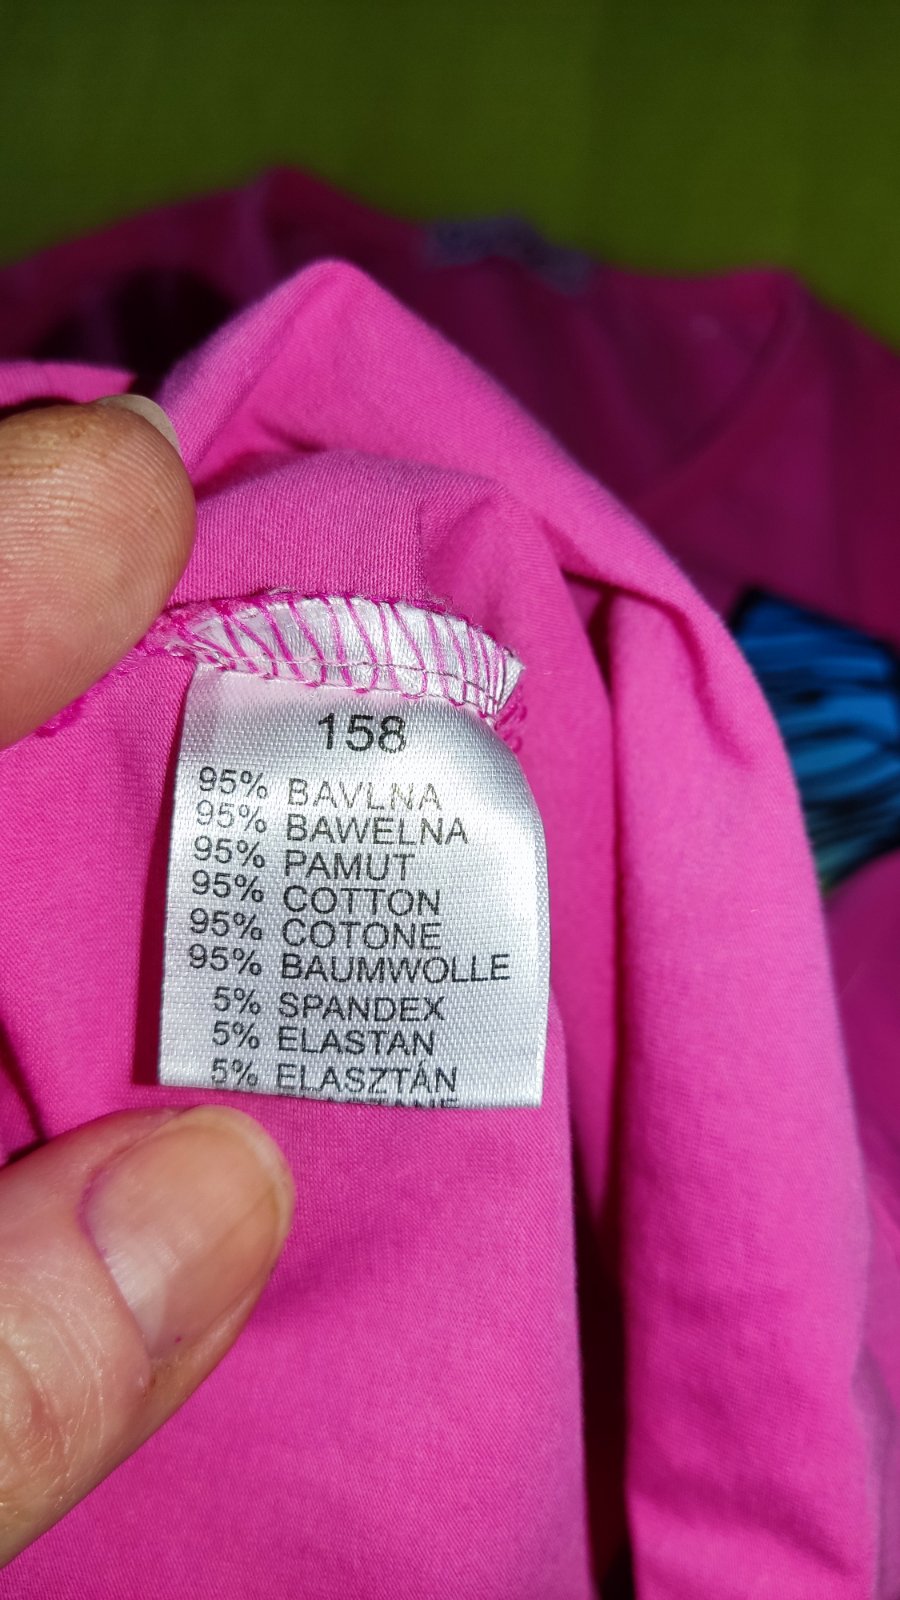 158
95% BAVLNA
95% BAWELNA
95% PAMUT
95% COTTON
95% COTONE
95% BAUMWOLLE
5% SPANDEX
5% ELASTAN
5% ELASZTÁN